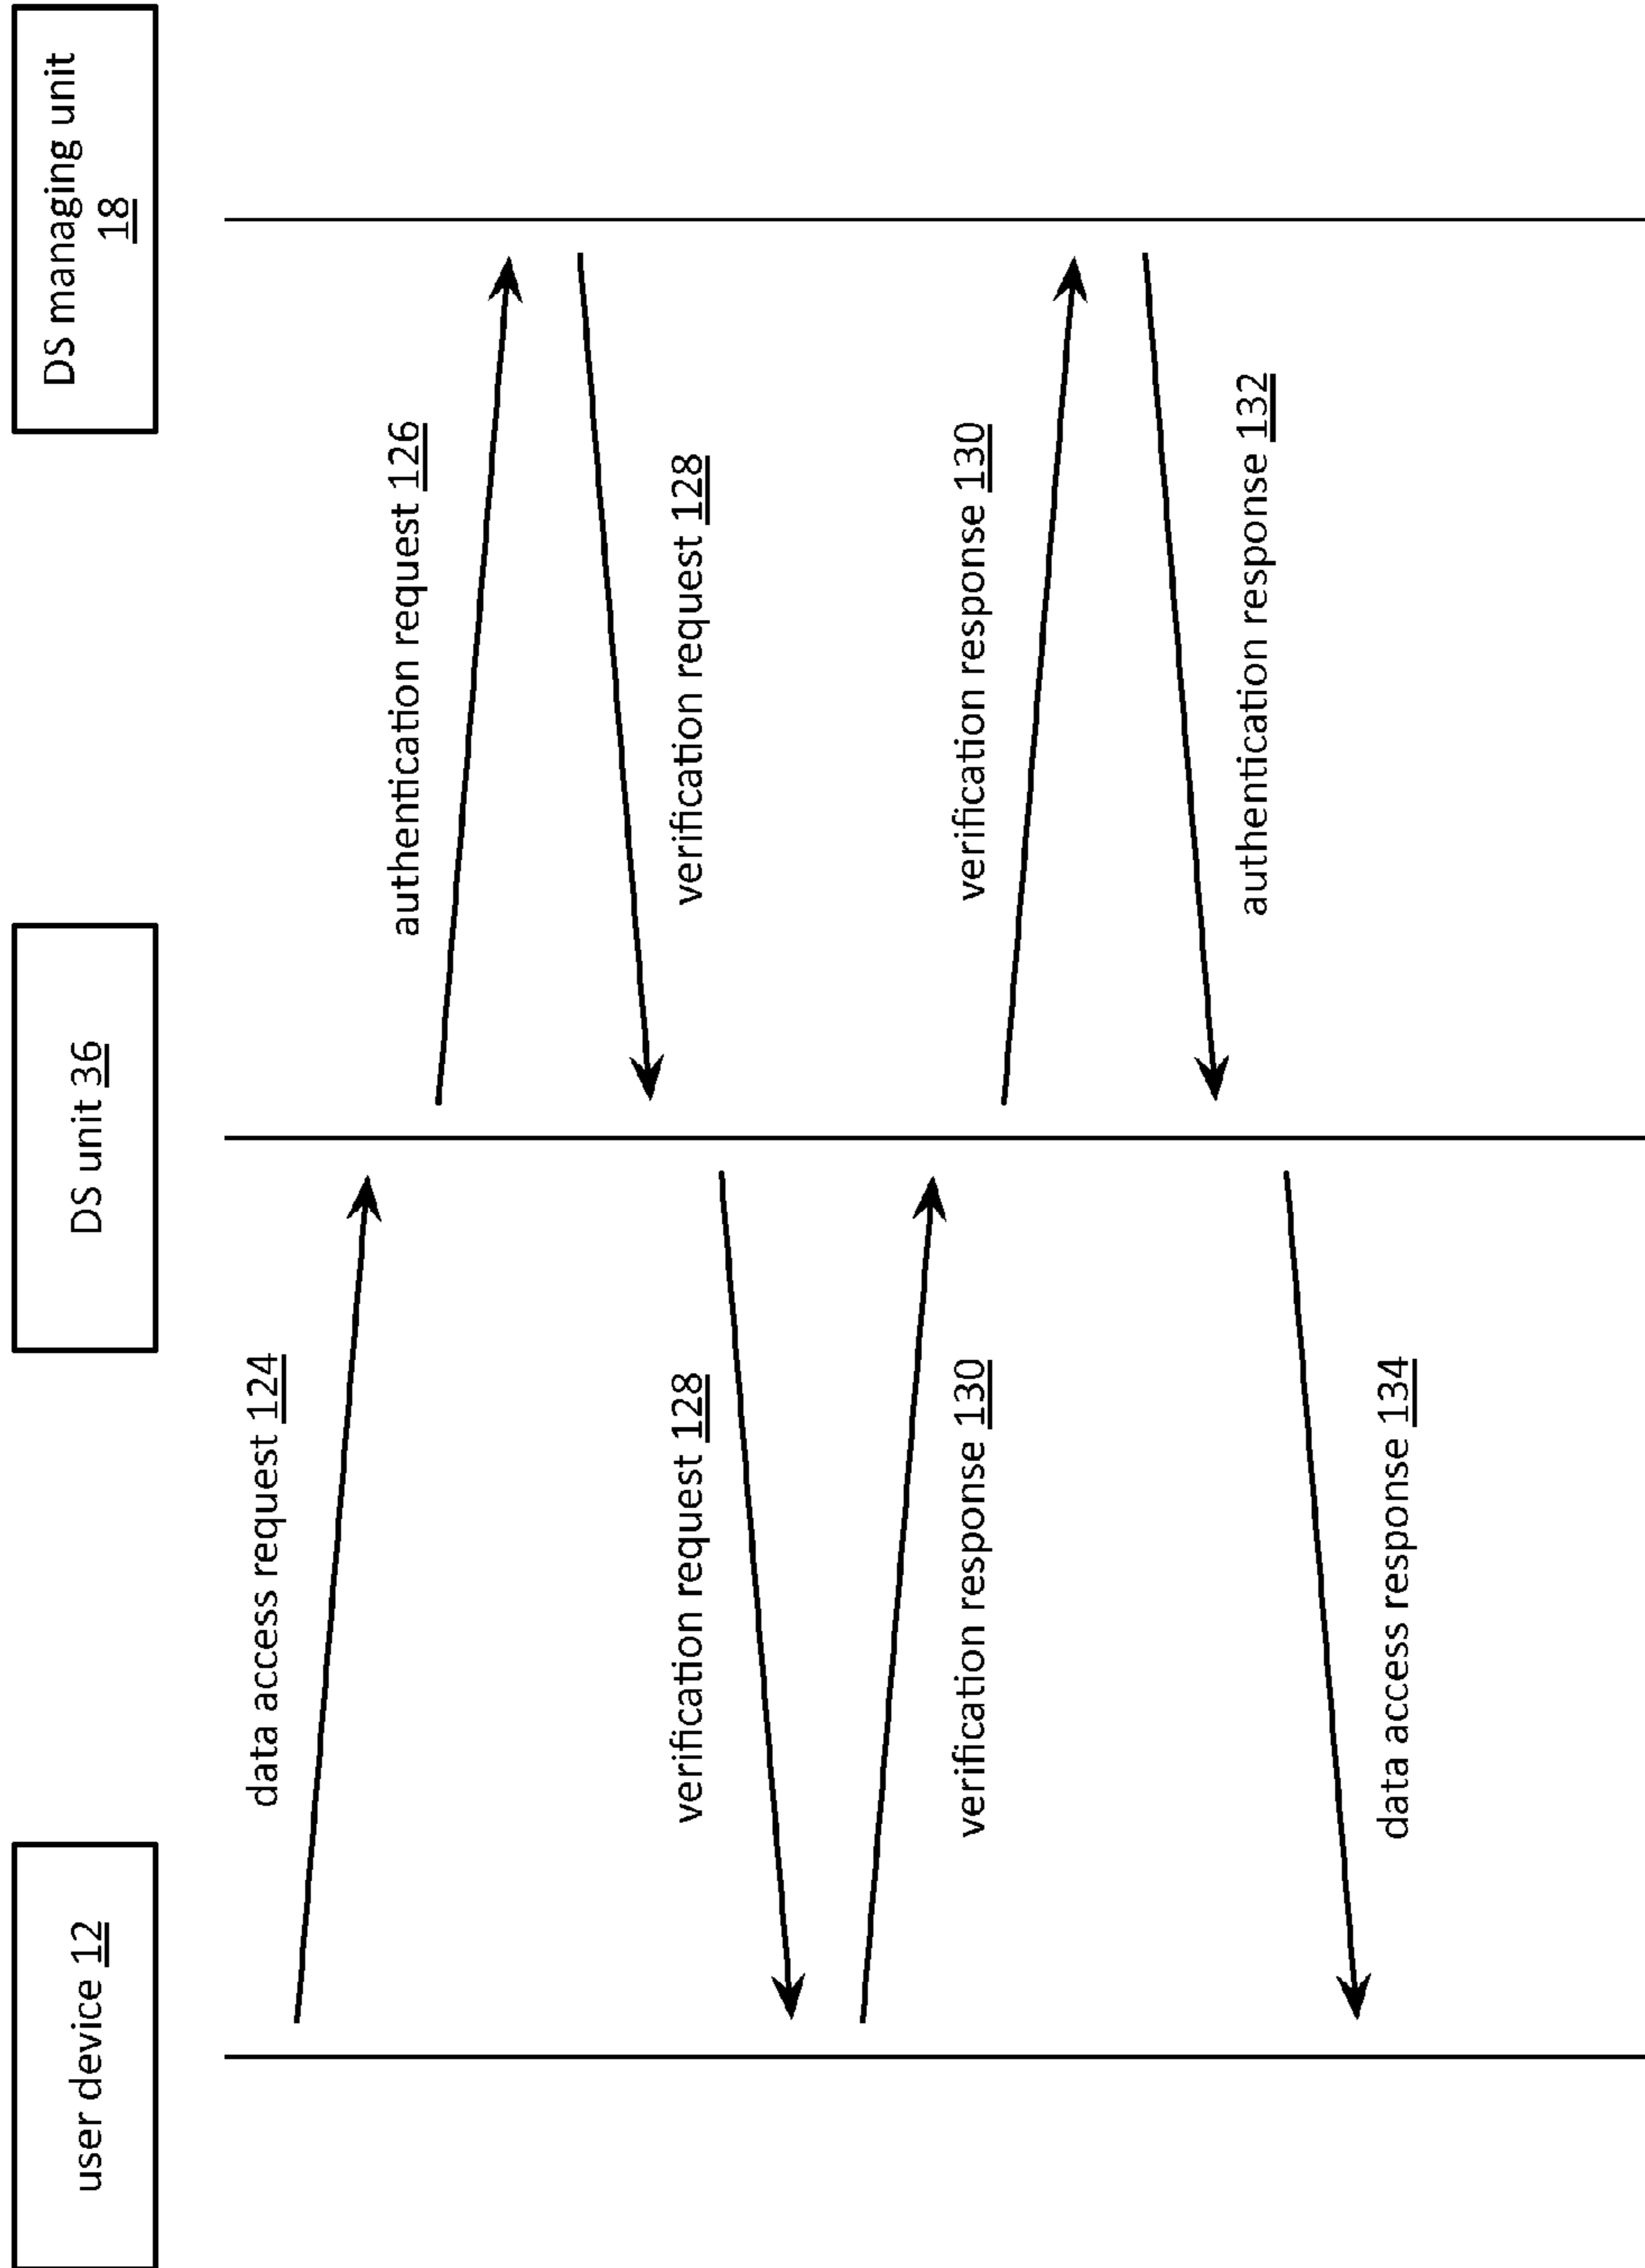 user device 12
DS unit 36
DS managing unit
18
data access request 124
authentication request 126
verification request 128
verification request 128
verification response 130
verification response 130
authentication response 132
data access response 134